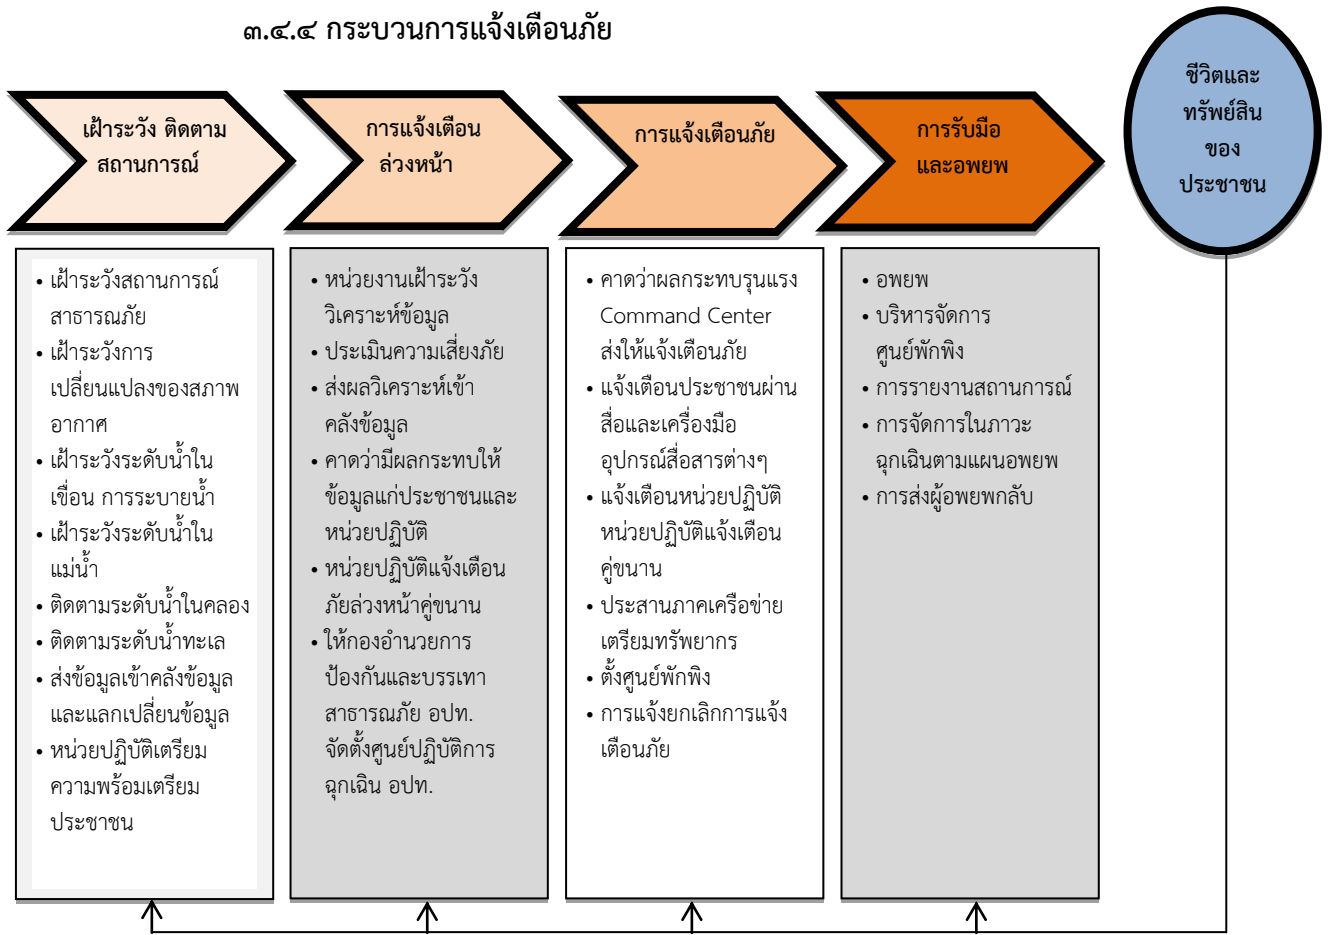 ๓.๔.๔ กระบวนการแจ้งเตือนภัย
เฝ้าระวัง ติดตาม
สถานการณ์
การแจ้งเตือน
ล่วงหน้า
การแจ้งเตือนภัย
การรับมือ
และอพยพ
ชีวิตและ
ทรัพย์สิน
ของ
ประชาชน
• เฝ้าระวังสถานการณ์
สาธารณภัย
• เฝ้าระวังการ
เปลี่ยนแปลงของสภาพ
อากาศ
• เฝ้าระวังระดับน้ำใน
เขื่อน การระบายน้ำ
• เฝ้าระวังระดับน้ำใน
แม่น้ำ
• ติดตามระดับน้ำในคลอง
• ติดตามระดับน้ำทะเล
• ส่งข้อมูลเข้าคลังข้อมูล
และแลกเปลี่ยนข้อมูล
• หน่วยปฏิบัติเตรียม
ความพร้อมเตรียม
ประชาชน
• หน่วยงานเฝ้าระวัง
วิเคราะห์ข้อมูล
• ประเมินความเสี่ยงภัย
• ส่งผลวิเคราะห์เข้า
คลังข้อมูล
• คาดว่ามีผลกระทบให้
ข้อมูลแก่ประชาชนและ
หน่วยปฏิบัติ
• หน่วยปฏิบัติแจ้งเตือน
ภัยล่วงหน้าคู่ขนาน
• ให้กองอำนวยการ
ป้องกันและบรรเทา
สาธารณภัย อปท.
จัดตั้งศูนย์ปฏิบัติการ
ฉุกเฉิน อปท.
• คาดว่าผลกระทบรุนแรง
Command Center
ส่งให้แจ้งเตือนภัย
• แจ้งเตือนประชาชนผ่าน
สื่อและเครื่องมือ
อุปกรณ์สื่อสารต่างๆ
• แจ้งเตือนหน่วยปฏิบัติ
หน่วยปฏิบัติแจ้งเตือน
คู่ขนาน
• ประสานภาคเครือข่าย
เตรียมทรัพยากร
• ตั้งศูนย์พักพิง
• การแจ้งยกเลิกการแจ้ง
เตือนภัย
• อพยพ
• บริหารจัดการ
ศูนย์พักพิง
• การรายงานสถานการณ์
• การจัดการในภาวะ
ฉุกเฉินตามแผนอพยพ
• การส่งผู้อพยพกลับ